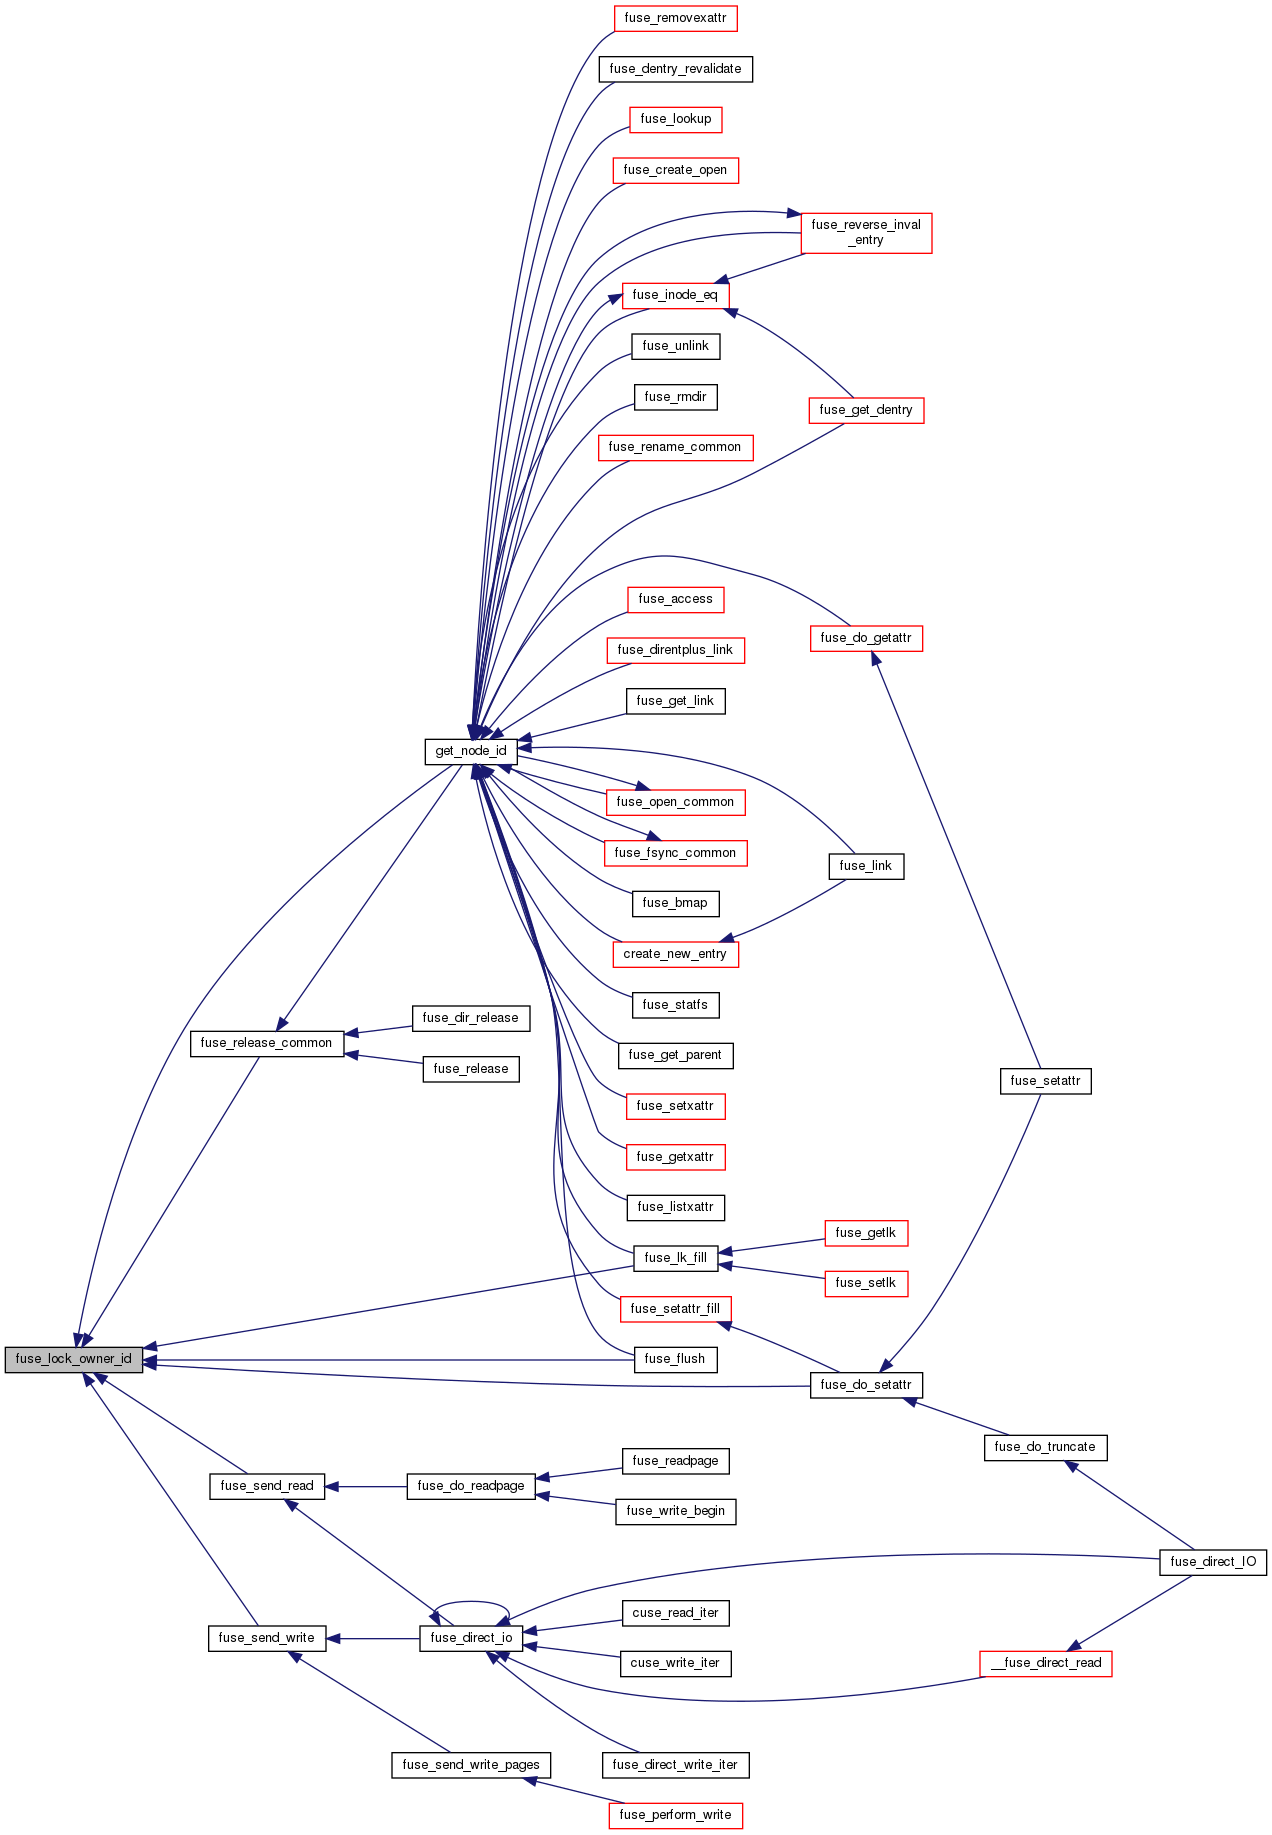 fuse_removexattr
fuse_dentry_revalidate
fuse_lookup
fuse_create_open
fuse_reverse_inval
_entry
fuse_inode_eq
fuse_unlink
fuse_rmdir
fuse_get_dentry
fuse_rename_common
fuse_access
fuse_do_getattr
fuse_direntplus_link
fuse_get_link
get_node_id
fuse_open_common
fuse_fsync_common
fuse_link
fuse_bmap
create_new_entry
fuse_statfs
fuse_dir_release
fuse_release_common
fuse_get_parent
fuse_release
fuse_setattr
fuse_setxattr
fuse_getxattr
fuse_listxattr
fuse_getlk
fuse_lk_fill
fuse_setlk
fuse_setattr_fill
fuse_lock_owner_id
fuse_flush
fuse_do_setattr
fuse_do_truncate
fuse_readpage
fuse_send_read
fuse_do_readpage
fuse_write_begin
fuse_direct_IO
cuse_read_iter
fuse_send_write
fuse_direct_io
cuse_write_iter
__fuse_direct_read
fuse_send_write_pages
fuse_direct_write_iter
fuse_perform_write